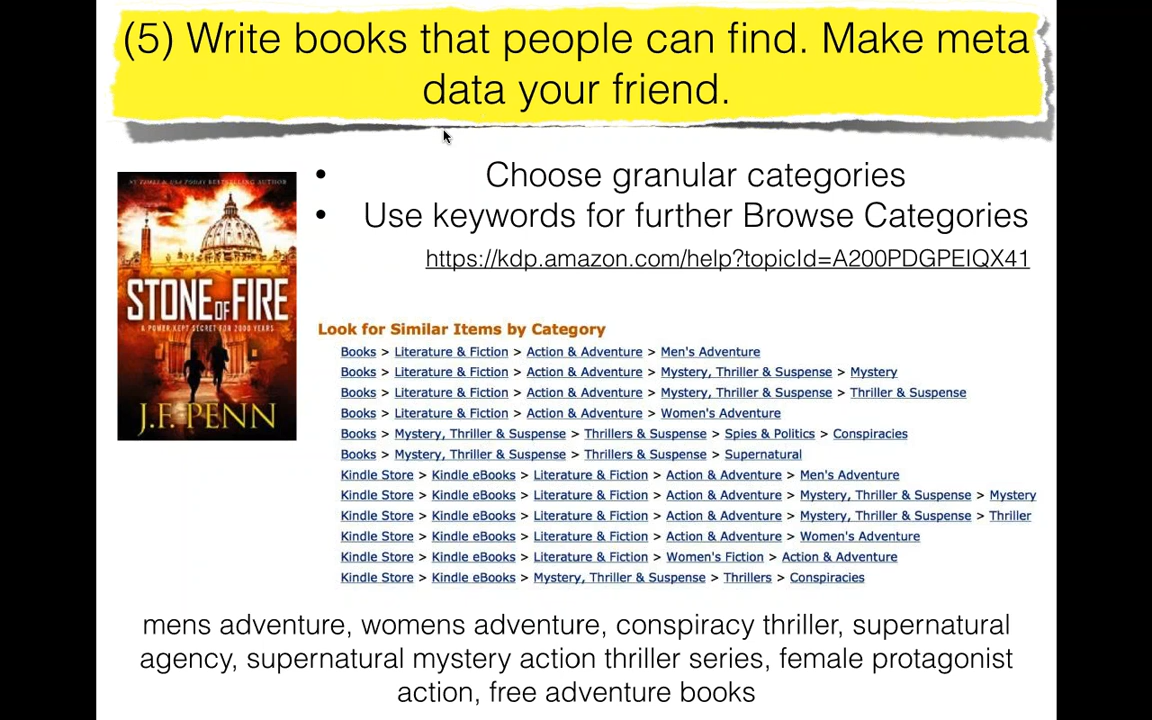 (5) Write books that people can find. Make meta
data your friend.
• Choose granular categories
• Use keywords for further Browse Categories
https://kdp.amazon.com/help?topicId=A200PDGPEIQX41
NEW YORK TIMES & USA TODAY BESTSELLING AUTHOR
STONE OF FIRE
A POWER KEPT SECRET FOR 2000 YEARS
J.F. PENN
Look for Similar Items by Category
Books > Literature & Fiction > Action & Adventure > Men's Adventure
Books > Literature & Fiction > Action & Adventure > Mystery, Thriller & Suspense > Mystery
Books > Literature & Fiction > Action & Adventure > Mystery, Thriller & Suspense > Thriller & Suspense
Books > Literature & Fiction > Action & Adventure > Women's Adventure
Books > Mystery, Thriller & Suspense > Thrillers & Suspense > Spies & Politics > Conspiracies
Books > Mystery, Thriller & Suspense > Thrillers & Suspense > Supernatural
Kindle Store > Kindle eBooks > Literature & Fiction > Action & Adventure > Men's Adventure
Kindle Store > Kindle eBooks > Literature & Fiction > Action & Adventure > Mystery, Thriller & Suspense > Mystery
Kindle Store > Kindle eBooks > Literature & Fiction > Action & Adventure > Mystery, Thriller & Suspense > Thriller
Kindle Store > Kindle eBooks > Literature & Fiction > Action & Adventure > Women's Adventure
Kindle Store > Kindle eBooks > Literature & Fiction > Women's Fiction > Action & Adventure
Kindle Store > Kindle eBooks > Mystery, Thriller & Suspense > Thrillers > Conspiracies
mens adventure, womens adventure, conspiracy thriller, supernatural
agency, supernatural mystery action thriller series, female protagonist
action, free adventure books